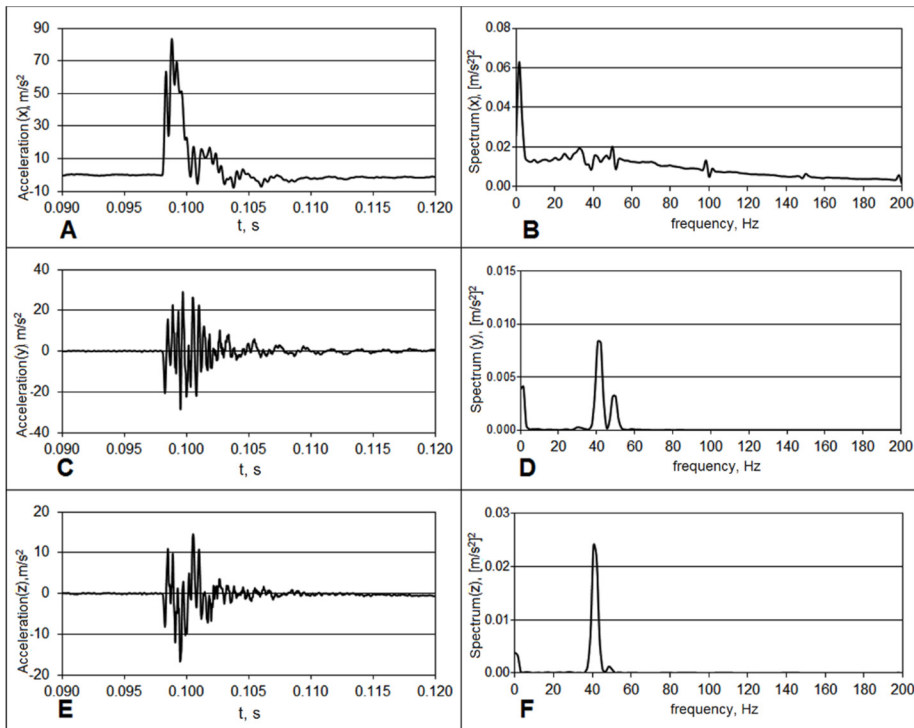 90
70
50
30
10
-10
Acceleration (x), m/s²
0.090 0.095 0.100 0.105 0.110 0.115 0.120
A
t, s
0.08
0.06
0.04
0.02
0.00
Spectrum (x), [m/s²]²
0 20 40 60 80 100 120 140 160 180 200
B
frequency, Hz
40
20
0
-20
-40
Acceleration(y) m/s²
0.090 0.095 0.100 0.105 0.110 0.115 0.120
C
t, s
0.015
0.010
0.005
0.000
Spectrum (y), [m/s²]²
0 20 40 60 80 100 120 140 160 180 200
D
frequency, Hz
20
10
0
-10
-20
Acceleration(z),m/s²
0.090 0.095 0.100 0.105 0.110 0.115 0.120
E
t, s
0.03
0.02
0.01
0.00
Spectrum(z), [m/s²]²
0 20 40 60 80 100 120 140 160 180 200
F
frequency, Hz